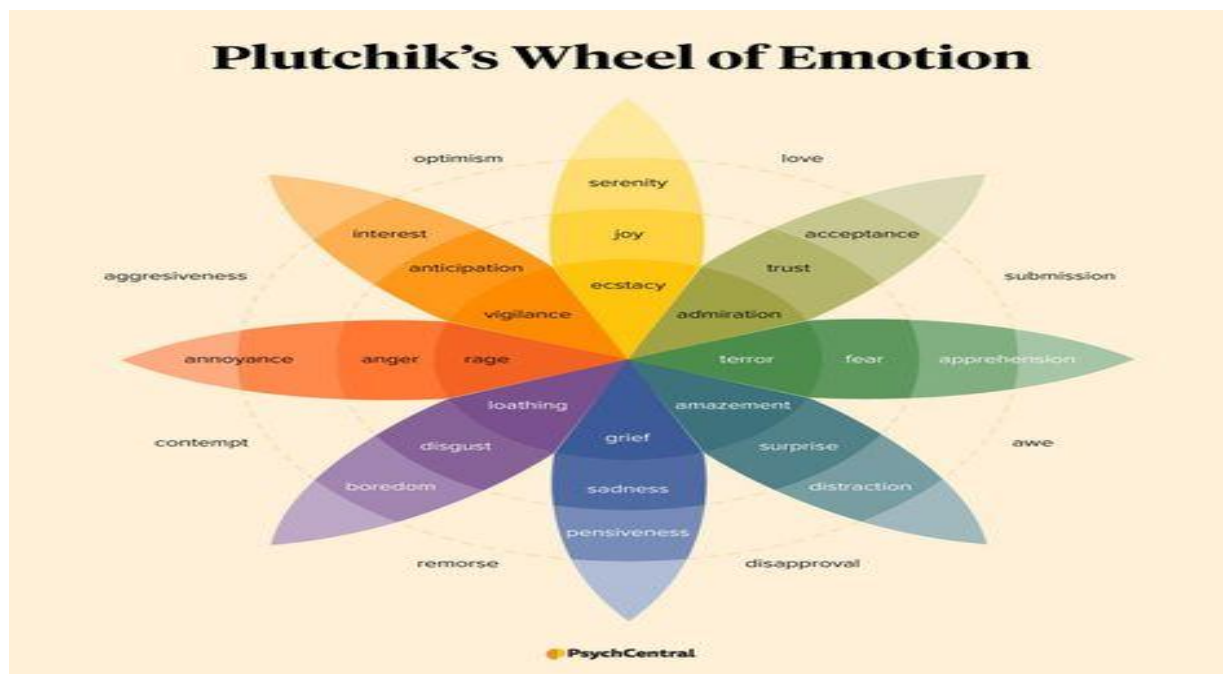 Plutchik's Wheel of Emotion
optimism
love
serenity
interest
joy
acceptance
anticipation
trust
aggresiveness
submission
ecstacy
vigilance
admiration
annoyance
anger
rage
terror
fear
apprehension
loathing
amazement
contempt
disgust
grief
surprise
awe
boredom
sadness
distraction
pensiveness
remorse
disapproval
PsychCentral